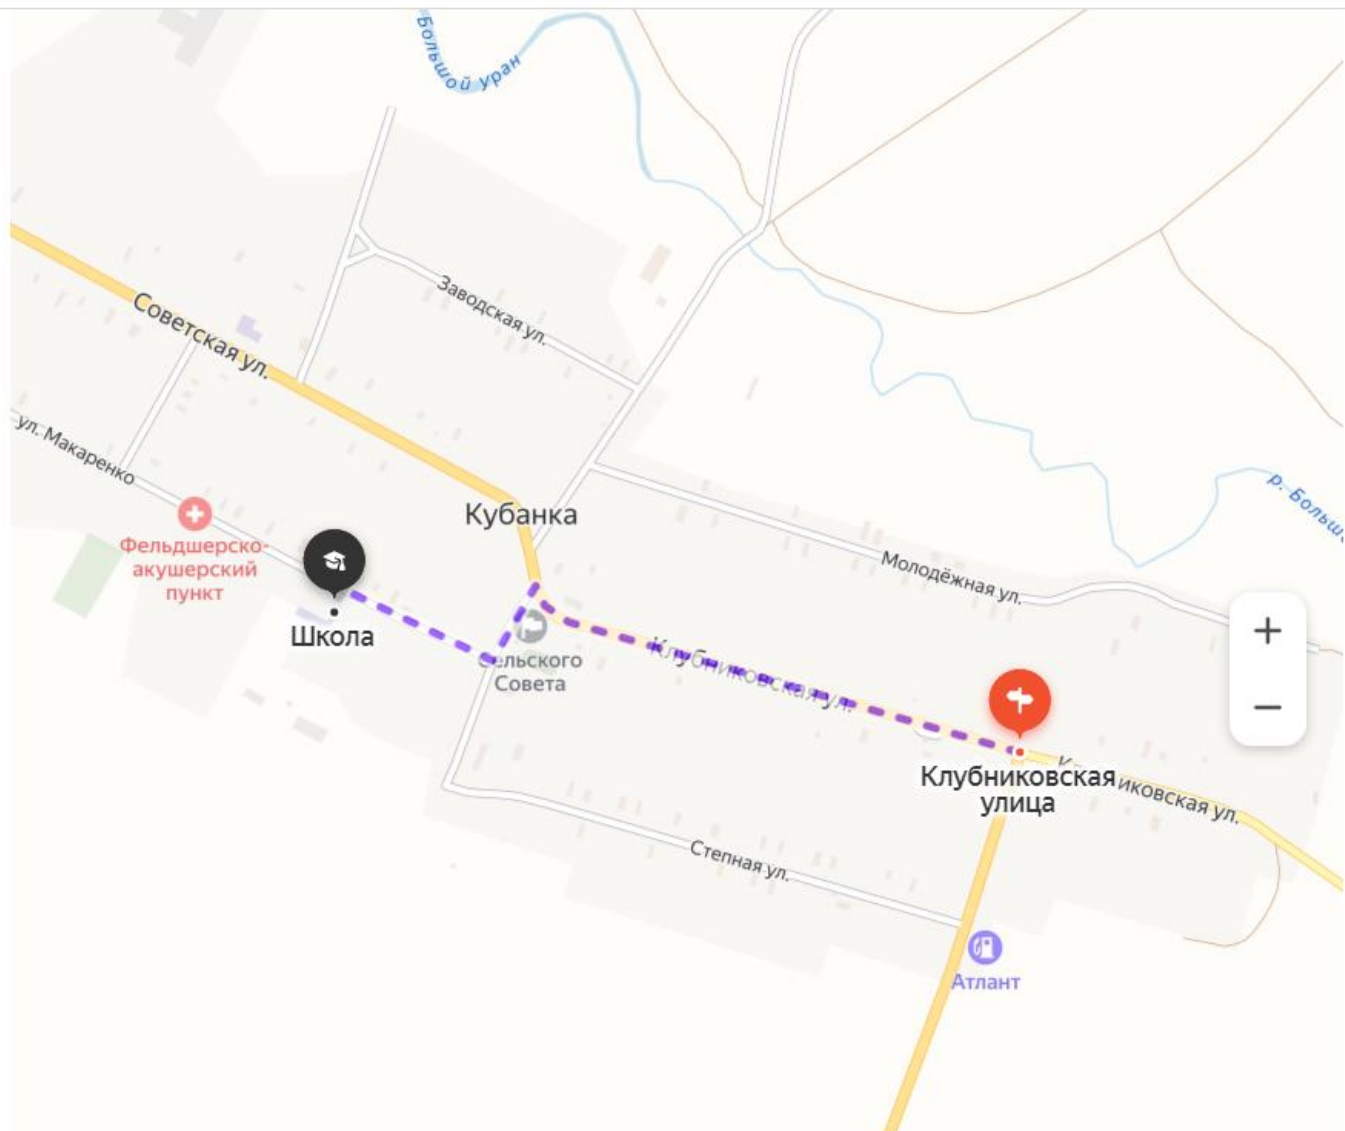 Большой Уран
Заводская ул.
Советская ул.
ул. Макаренко
Кубанка
Фельдшерско-
акушерский
пункт
Школа
Сельского
Совета
Молодёжная ул.
р. Больш
Клубниковская ул.
Клубниковская
улица
иковская ул.
Степная ул.
Атлант
+
−